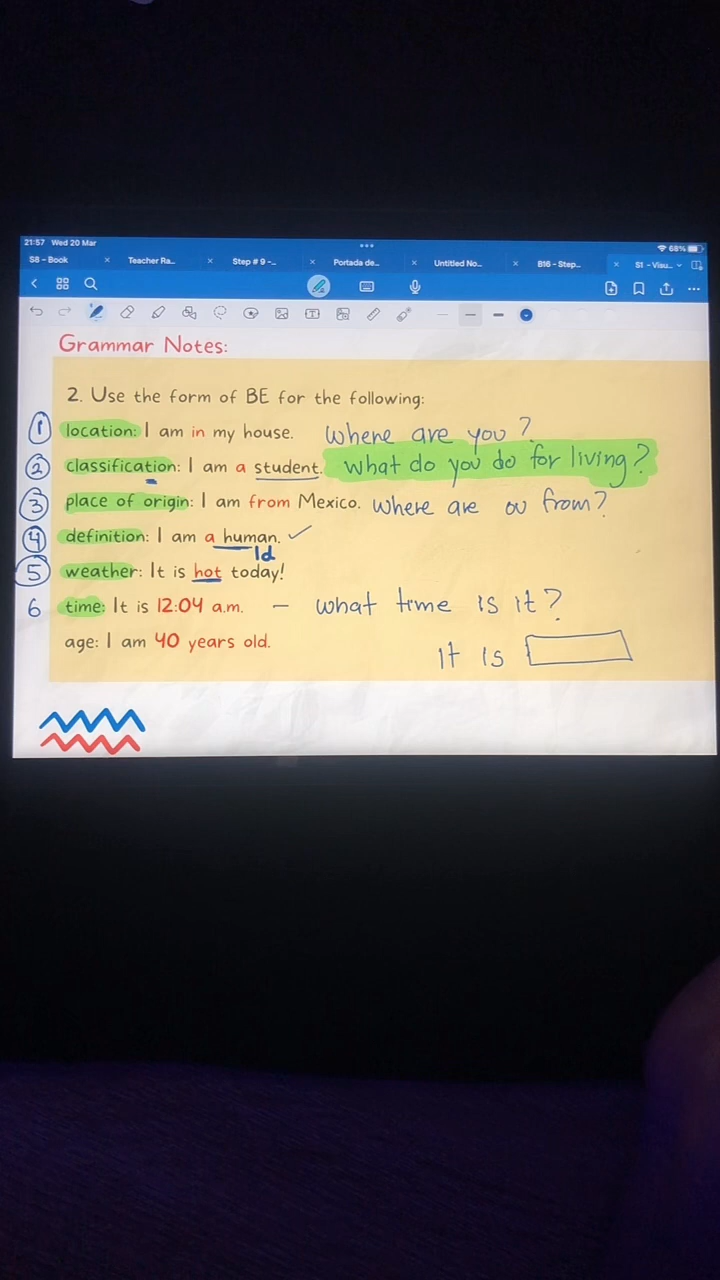 21:57 Wed 20 Mar
68%
S8 - Book
Teacher Ra...
Step # 9 -...
Portada de...
Untitled No...
B16 - Step...
S1 - Visu...
Grammar Notes:
2. Use the form of BE for the following:
1 location: I am in my house. Where are you?
2 classification: I am a student. What do you do for living?
3 place of origin: I am from Mexico. Where are ou from?
4 definition: I am a human. ✓
Id
5 weather: It is hot today!
6 time: It is 12:04 a.m. – what time is it?
age: I am 40 years old. It is